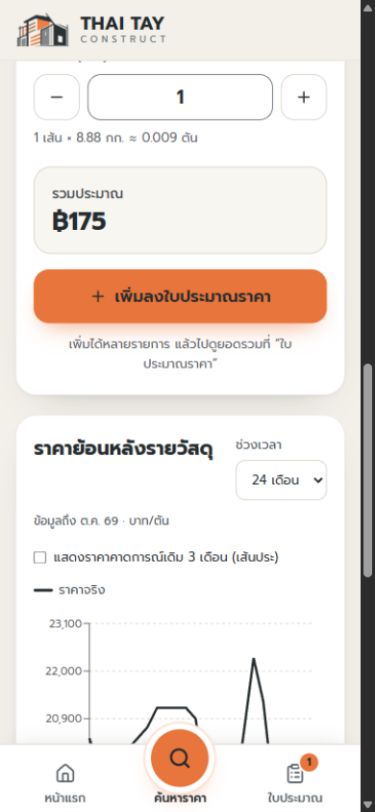 THAI TAY
CONSTRUCT
− 1 +
1 เส้น • 8.88 กก. ≈ 0.009 ตัน
รวมประมาณ
฿175
+ เพิ่มลงใบประมาณราคา
เพิ่มได้หลายรายการ แล้วไปดูยอดรวมที่ “ใบ
ประมาณราคา”
ราคาย้อนหลังรายวัสดุ
ช่วงเวลา
24 เดือน
ข้อมูลถึง ต.ค. 69 · บาท/ตัน
แสดงราคาคาดการณ์เดิม 3 เดือน (เส้นประ)
ราคาจริง
23,100
22,000
20,900
หน้าแรก
ค้นหาราคา
1
ใบประมาณ